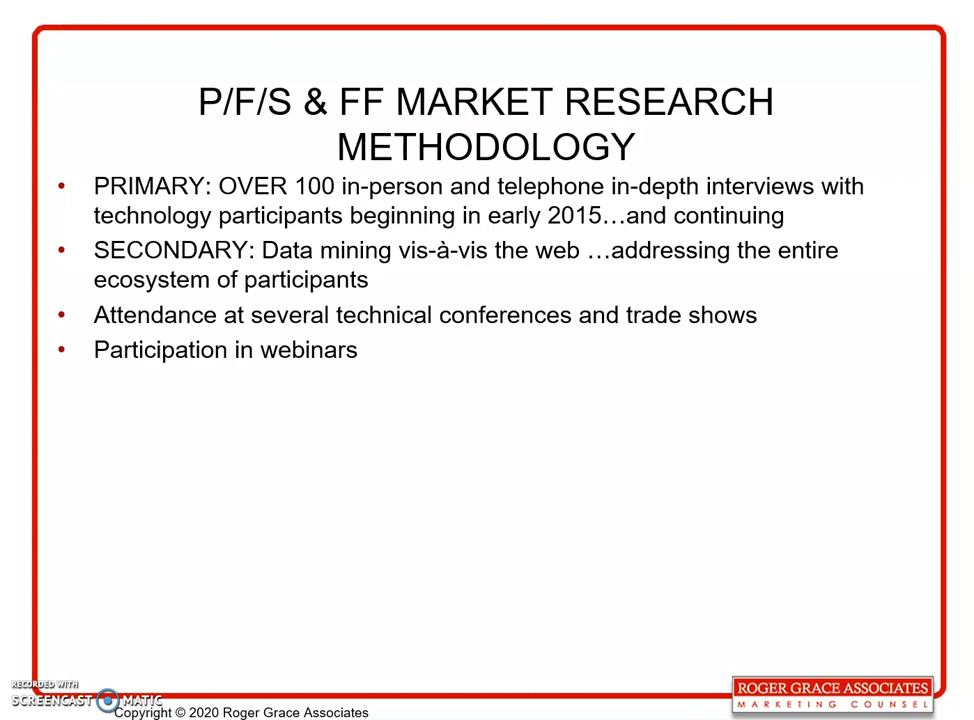 P/F/S & FF MARKET RESEARCH
METHODOLOGY
• PRIMARY: OVER 100 in-person and telephone in-depth interviews with
technology participants beginning in early 2015…and continuing
• SECONDARY: Data mining vis-à-vis the web …addressing the entire
ecosystem of participants
• Attendance at several technical conferences and trade shows
• Participation in webinars
RECORDED WITH
SCREENCAST MATIC
Copyright © 2020 Roger Grace Associates
ROGER GRACE ASSOCIATES
MARKETING COUNSEL